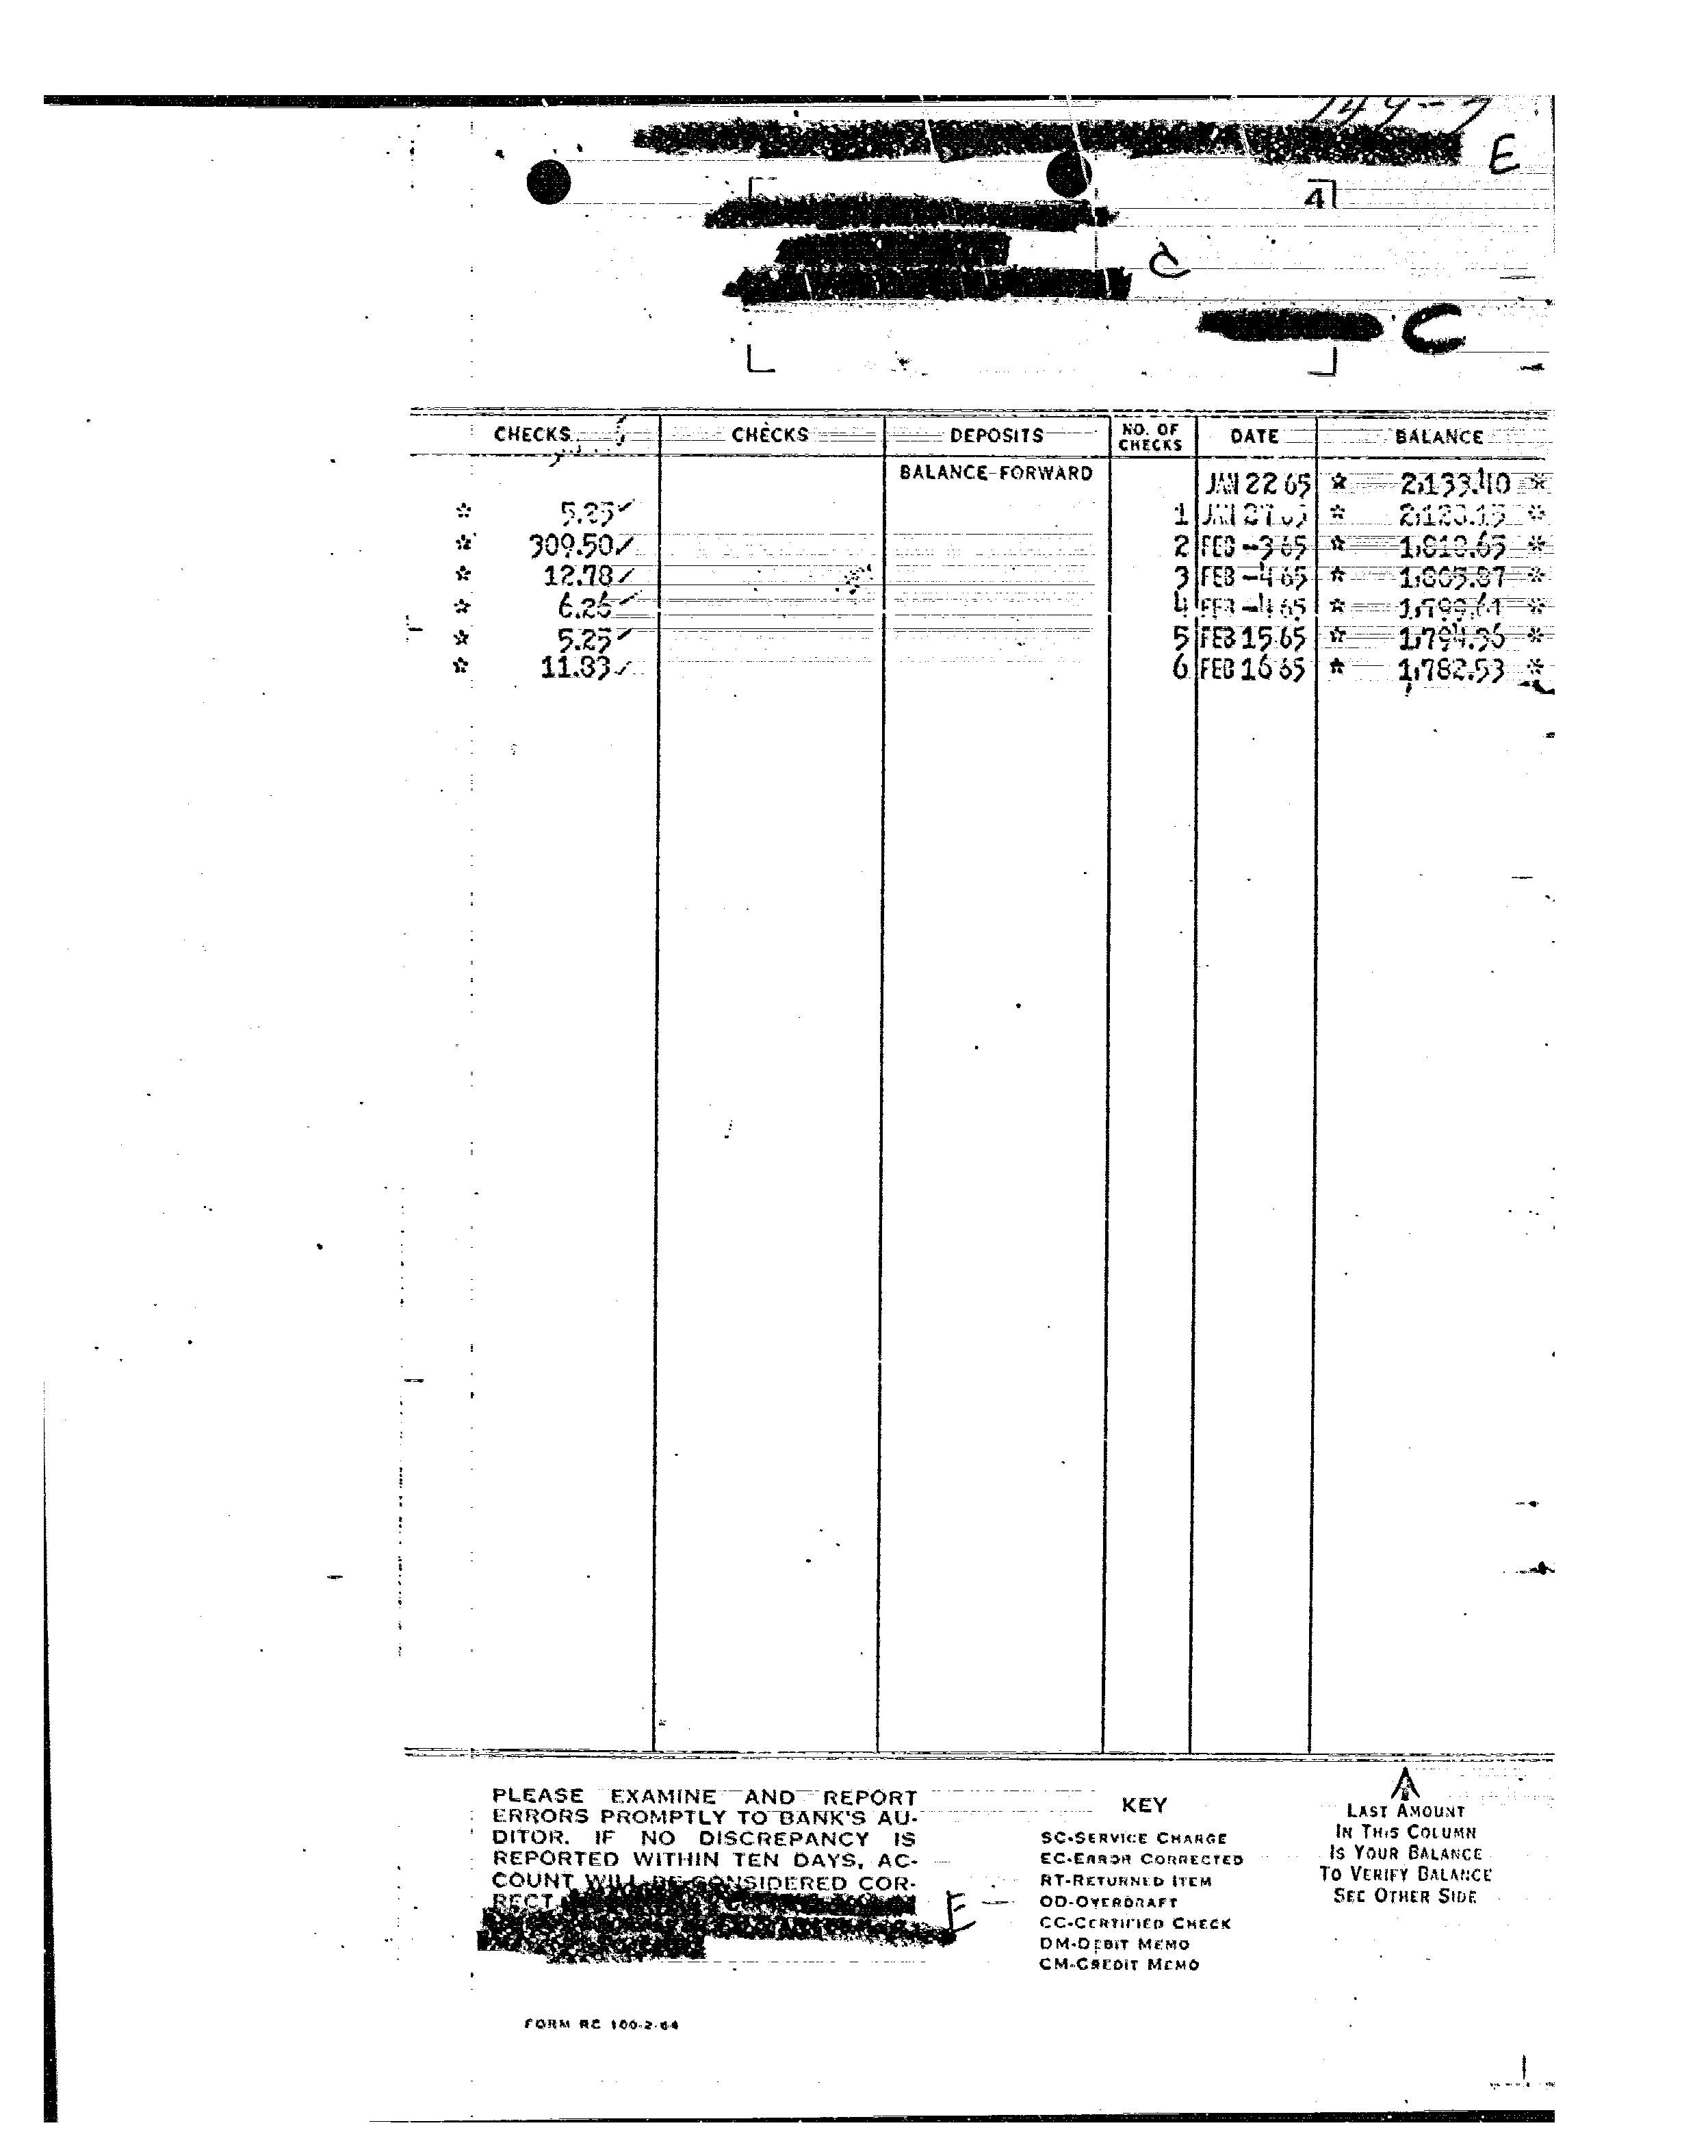 149-7
E
4
C
C
CHECKS CHECKS DEPOSITS NO. OF CHECKS DATE BALANCE
BALANCE FORWARD JAN 22 65 * 2,133.40 *
* 5.25✓ 1 JAN 27 65 * 2,128.15 *
* 309.50✓ 2 FEB -3 65 * 1,818.65 *
* 12.78✓ 3 FEB -4 65 * 1,805.87 *
* 6.26✓ 4 FEB -4 65 * 1,799.61 *
* 5.25✓ 5 FEB 15 65 * 1,794.36 *
* 11.83✓ 6 FEB 16 65 * 1,782.53 *
PLEASE EXAMINE AND REPORT
ERRORS PROMPTLY TO BANK'S AU-
DITOR. IF NO DISCREPANCY IS
REPORTED WITHIN TEN DAYS, AC-
COUNT WILL BE CONSIDERED COR-
RECT
E
KEY
SC-SERVICE CHARGE
EC-ERROR CORRECTED
RT-RETURNED ITEM
OD-OVERDRAFT
CC-CERTIFIED CHECK
DM-DEBIT MEMO
CM-CREDIT MEMO
LAST AMOUNT
IN THIS COLUMN
IS YOUR BALANCE
TO VERIFY BALANCE
SEE OTHER SIDE
FORM RC 100-2-64